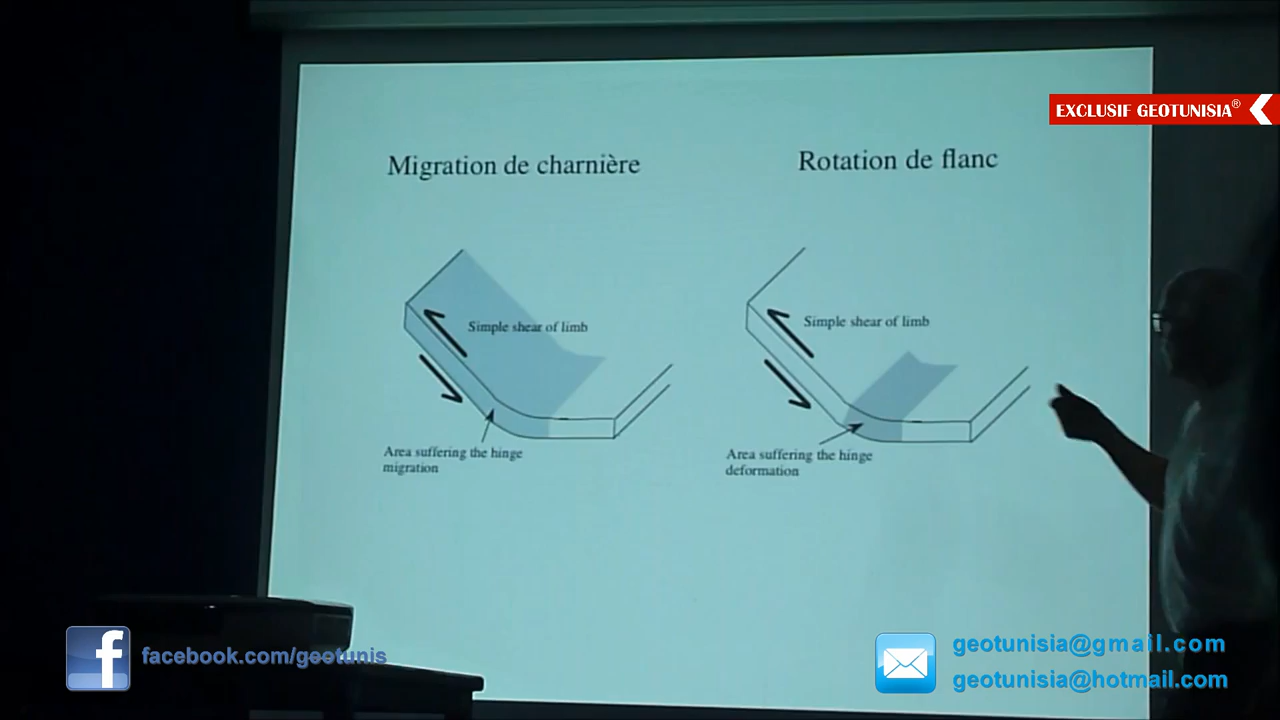 EXCLUSIF GEOTUNISIA®
Migration de charnière
Rotation de flanc
Simple shear of limb
Simple shear of limb
Area suffering the hinge
migration
Area suffering the hinge
deformation
facebook.com/geotunis
geotunisia@gmail.com
geotunisia@hotmail.com